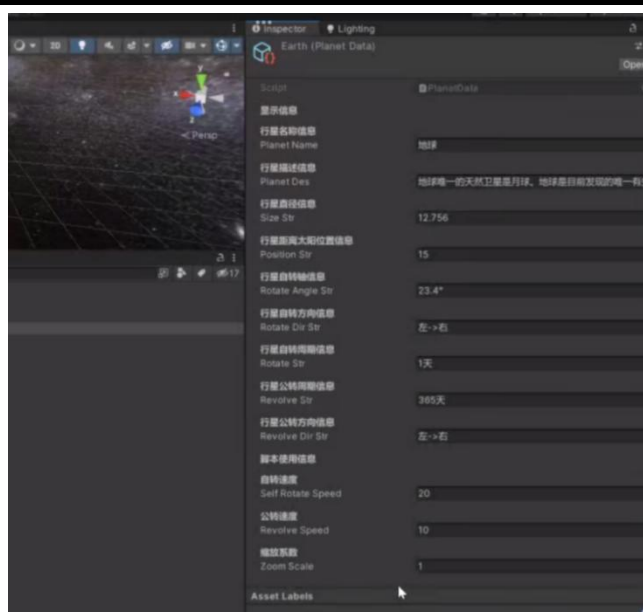 Inspector Lighting
2D
Earth (Planet Data)
Open
Script PlanetData
显示信息
y
x
z
Persp
行星名称信息
Planet Name 地球
行星描述信息
Planet Des 地球唯一的天然卫星是月球。地球是目前发现的唯一有
行星直径信息
Size Str 12.756
行星距离太阳位置信息
Position Str 15
17
行星自转轴信息
Rotate Angle Str 23.4°
行星自转方向信息
Rotate Dir Str 左->右
行星自转周期信息
Rotate Str 1天
行星公转周期信息
Revolve Str 365天
行星公转方向信息
Revolve Dir Str 左->右
脚本使用信息
自转速度
Self Rotate Speed 20
公转速度
Revolve Speed 10
缩放系数
Zoom Scale 1
Asset Labels